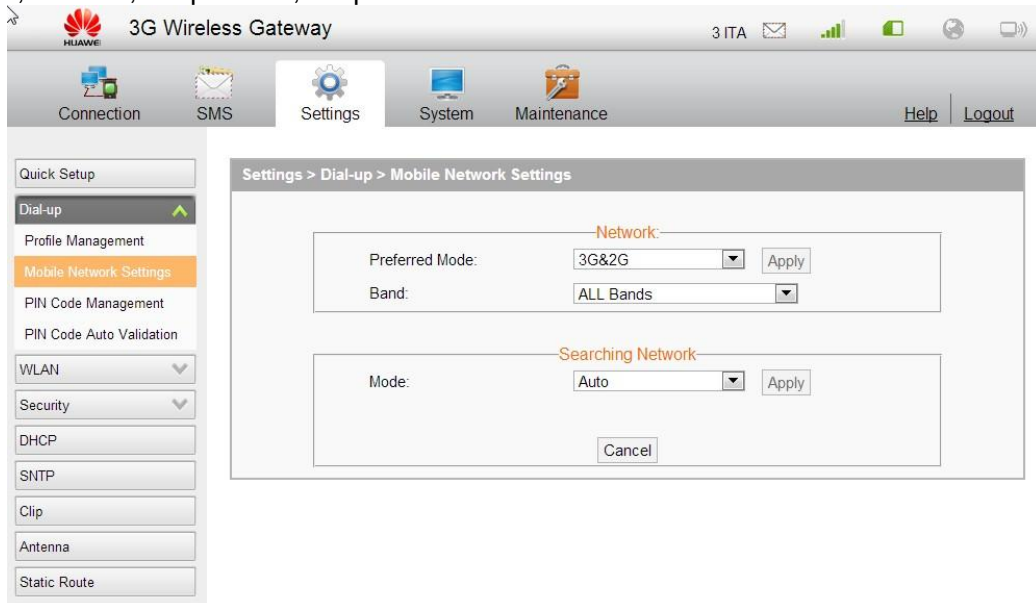 HUAWEI 3G Wireless Gateway 3 ITA
Connection SMS Settings System Maintenance Help Logout
Quick Setup
Dial-up
Profile Management
Mobile Network Settings
PIN Code Management
PIN Code Auto Validation
WLAN
Security
DHCP
SNTP
Clip
Antenna
Static Route
Settings > Dial-up > Mobile Network Settings
Network:
Preferred Mode: 3G&2G Apply
Band: ALL Bands
Searching Network
Mode: Auto Apply
Cancel